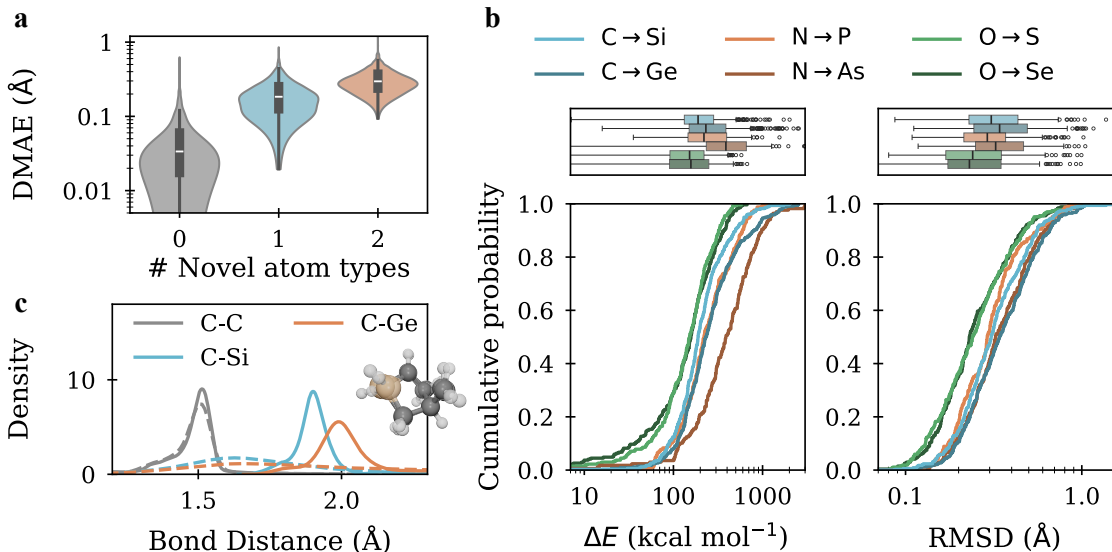 a
DMAE (Å)
1
0.1
0.01
0
1
2
# Novel atom types
b
C→Si
N→P
O→S
C→Ge
N→As
O→Se
Cumulative probability
1.0
0.8
0.6
0.4
0.2
0.0
10
100
1000
ΔE (kcal mol⁻¹)
1.0
0.8
0.6
0.4
0.2
0.0
0.1
1.0
RMSD (Å)
c
C-C
C-Ge
C-Si
Density
10
0
1.5
2.0
Bond Distance (Å)